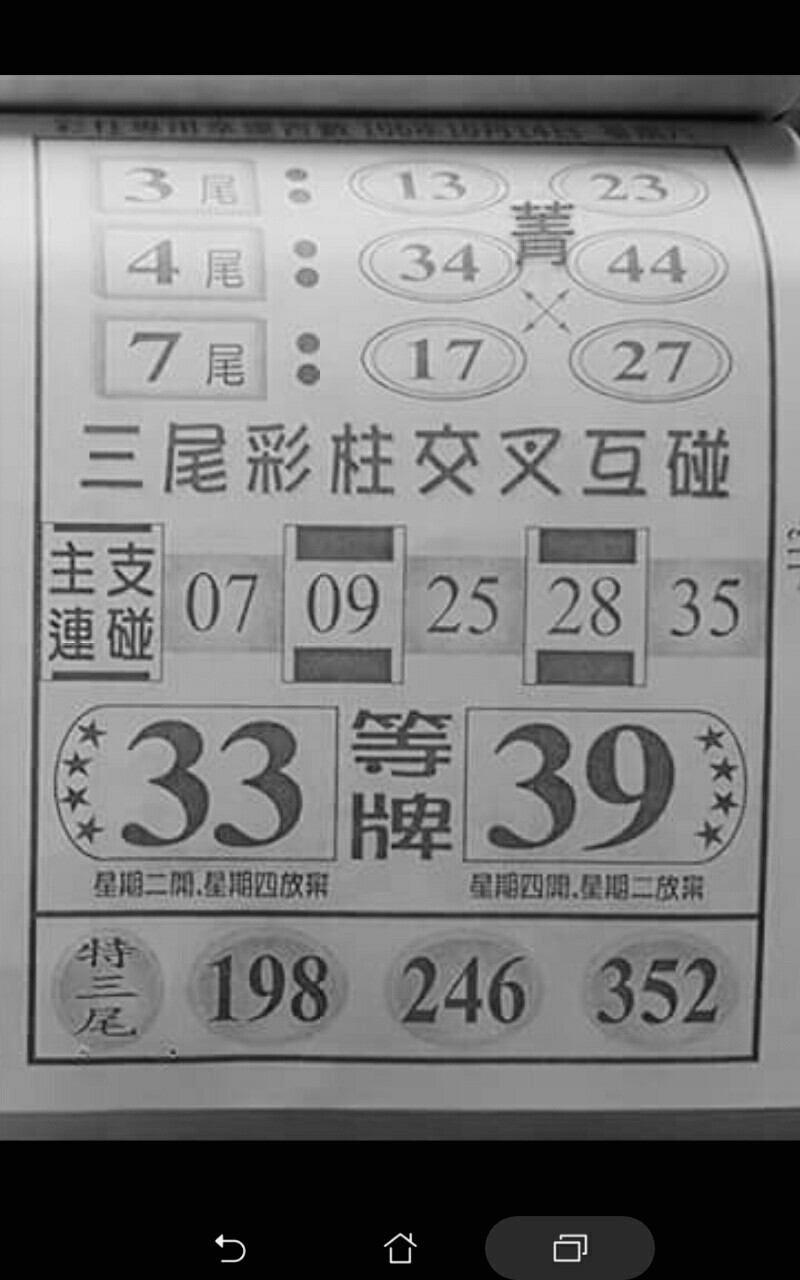 3尾 : 13 23
菁
4尾 : 34 44
7尾 : 17 27
三尾彩柱交叉互碰
主支連碰 07 09 25 28 35
33 等牌 39
星期二開.星期四放棄 星期四開.星期二放棄
特三尾 198 246 352